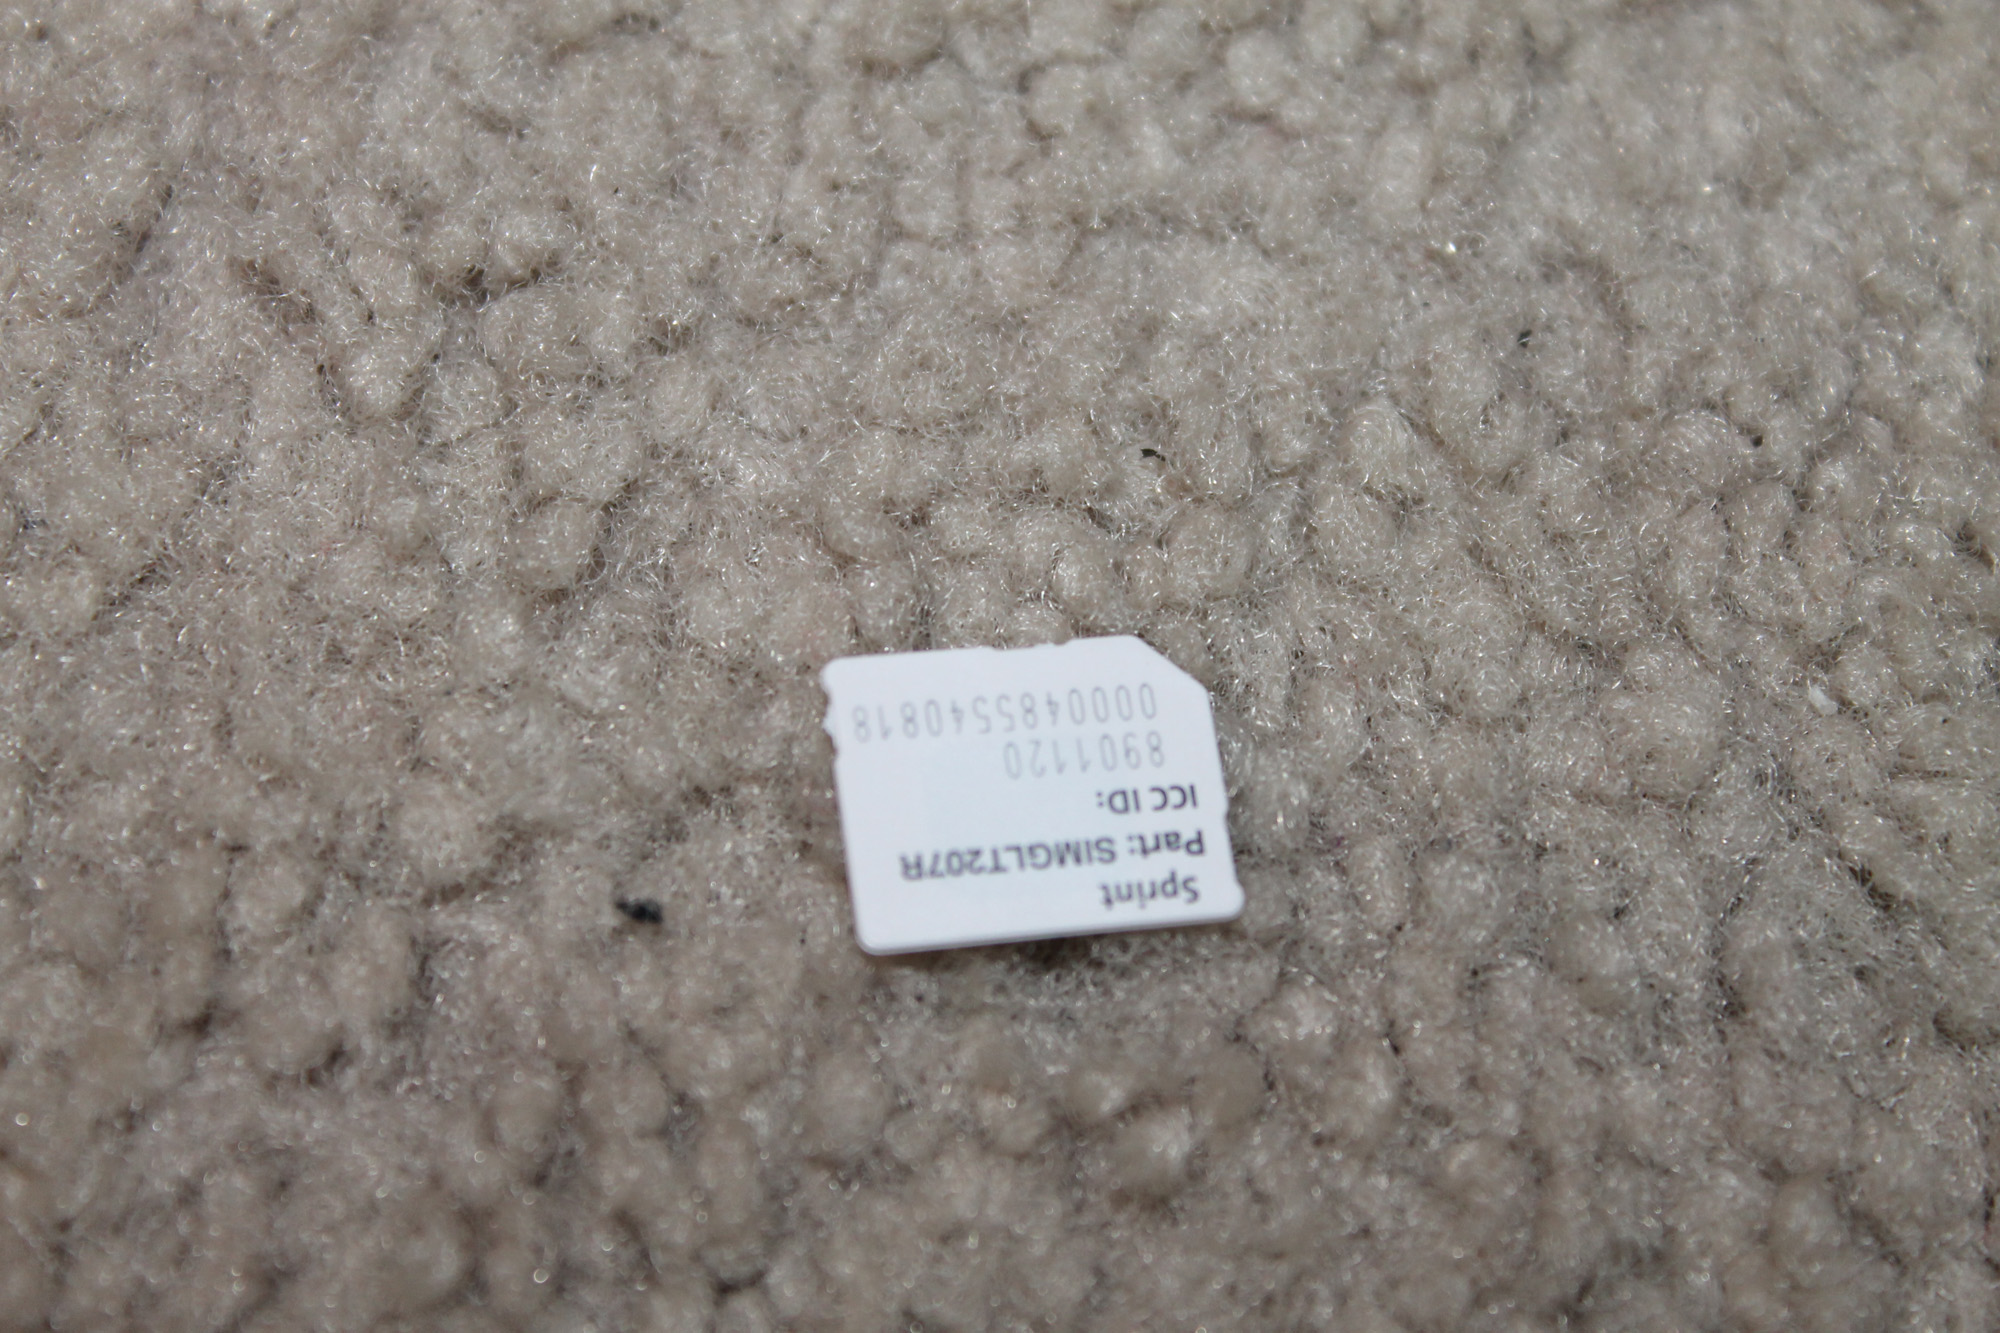 Sprint
Part: SIMGLT207R
ICC ID:
8901120
0000485540818